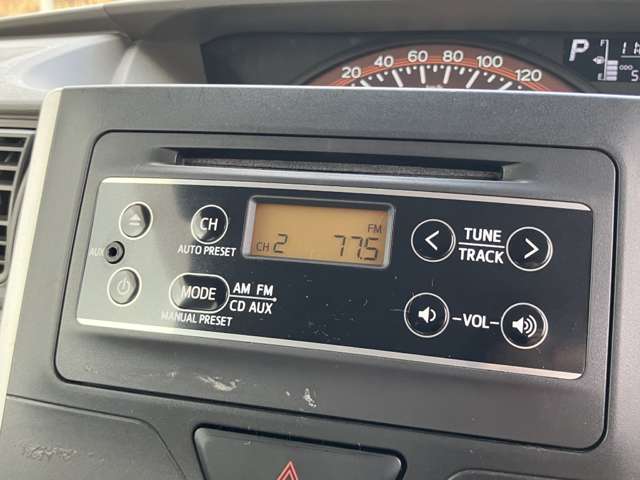 20 40 60 80 100 120
P
ODO
FM
CH 2 77.5
CH
AUTO PRESET
AUX
MODE
AM FM
CD AUX
MANUAL PRESET
TUNE
TRACK
-VOL-